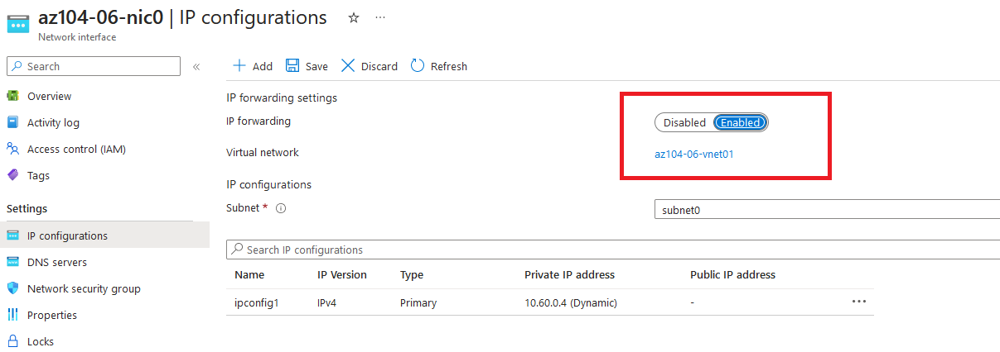 az104-06-nic0 | IP configurations ☆ ...
Network interface
Search «
Overview
Activity log
Access control (IAM)
Tags
Settings
IP configurations
DNS servers
Network security group
Properties
Locks
Add Save Discard Refresh
IP forwarding settings
IP forwarding Disabled Enabled
Virtual network az104-06-vnet01
IP configurations
Subnet * subnet0
Search IP configurations
Name IP Version Type Private IP address Public IP address
ipconfig1 IPv4 Primary 10.60.0.4 (Dynamic) - ...